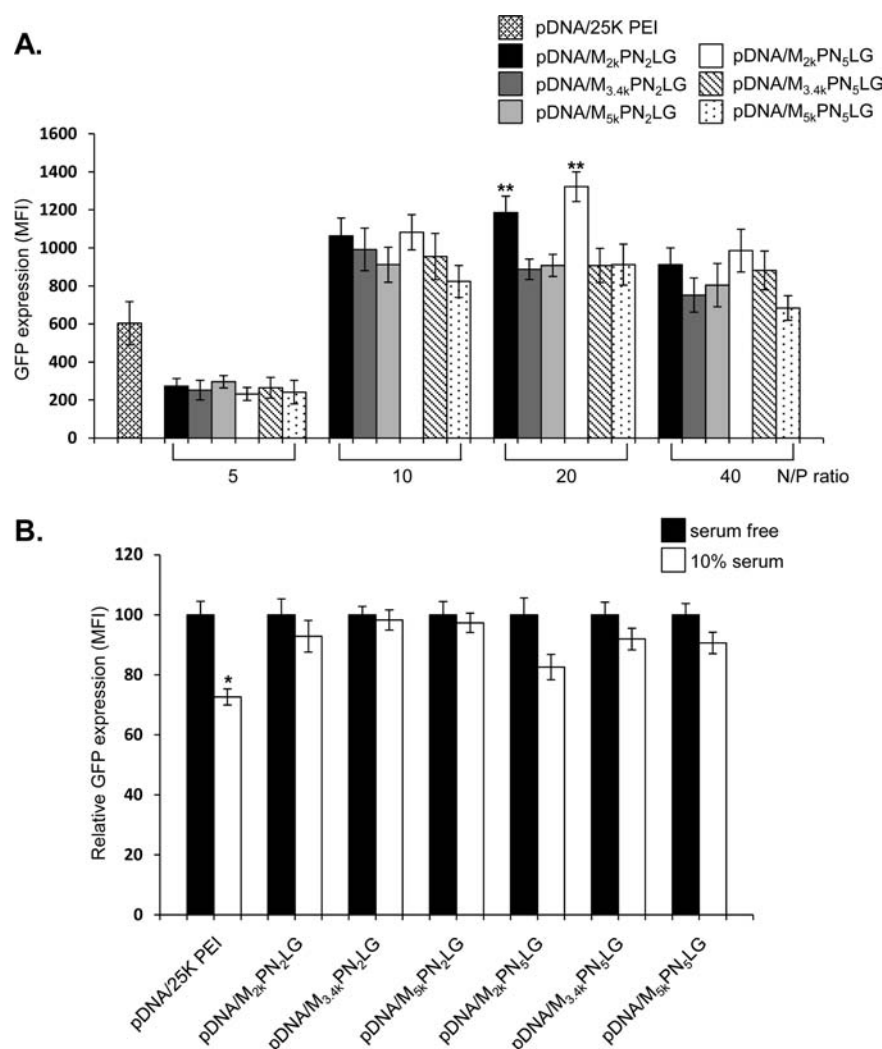 A.
pDNA/25K PEI
pDNA/M2kPN2LG pDNA/M2kPN5LG
pDNA/M3.4kPN2LG pDNA/M3.4kPN5LG
pDNA/M5kPN2LG pDNA/M5kPN5LG
GFP expression (MFI)
1600
1400
1200
1000
800
600
400
200
0
** **
5 10 20 40 N/P ratio
B.
serum free
10% serum
Relative GFP expression (MFI)
120
100
80
60
40
20
0
*
pDNA/25K PEI
pDNA/M2kPN2LG
pDNA/M3.4kPN2LG
pDNA/M5kPN2LG
pDNA/M2kPN5LG
pDNA/M3.4kPN5LG
pDNA/M5kPN5LG